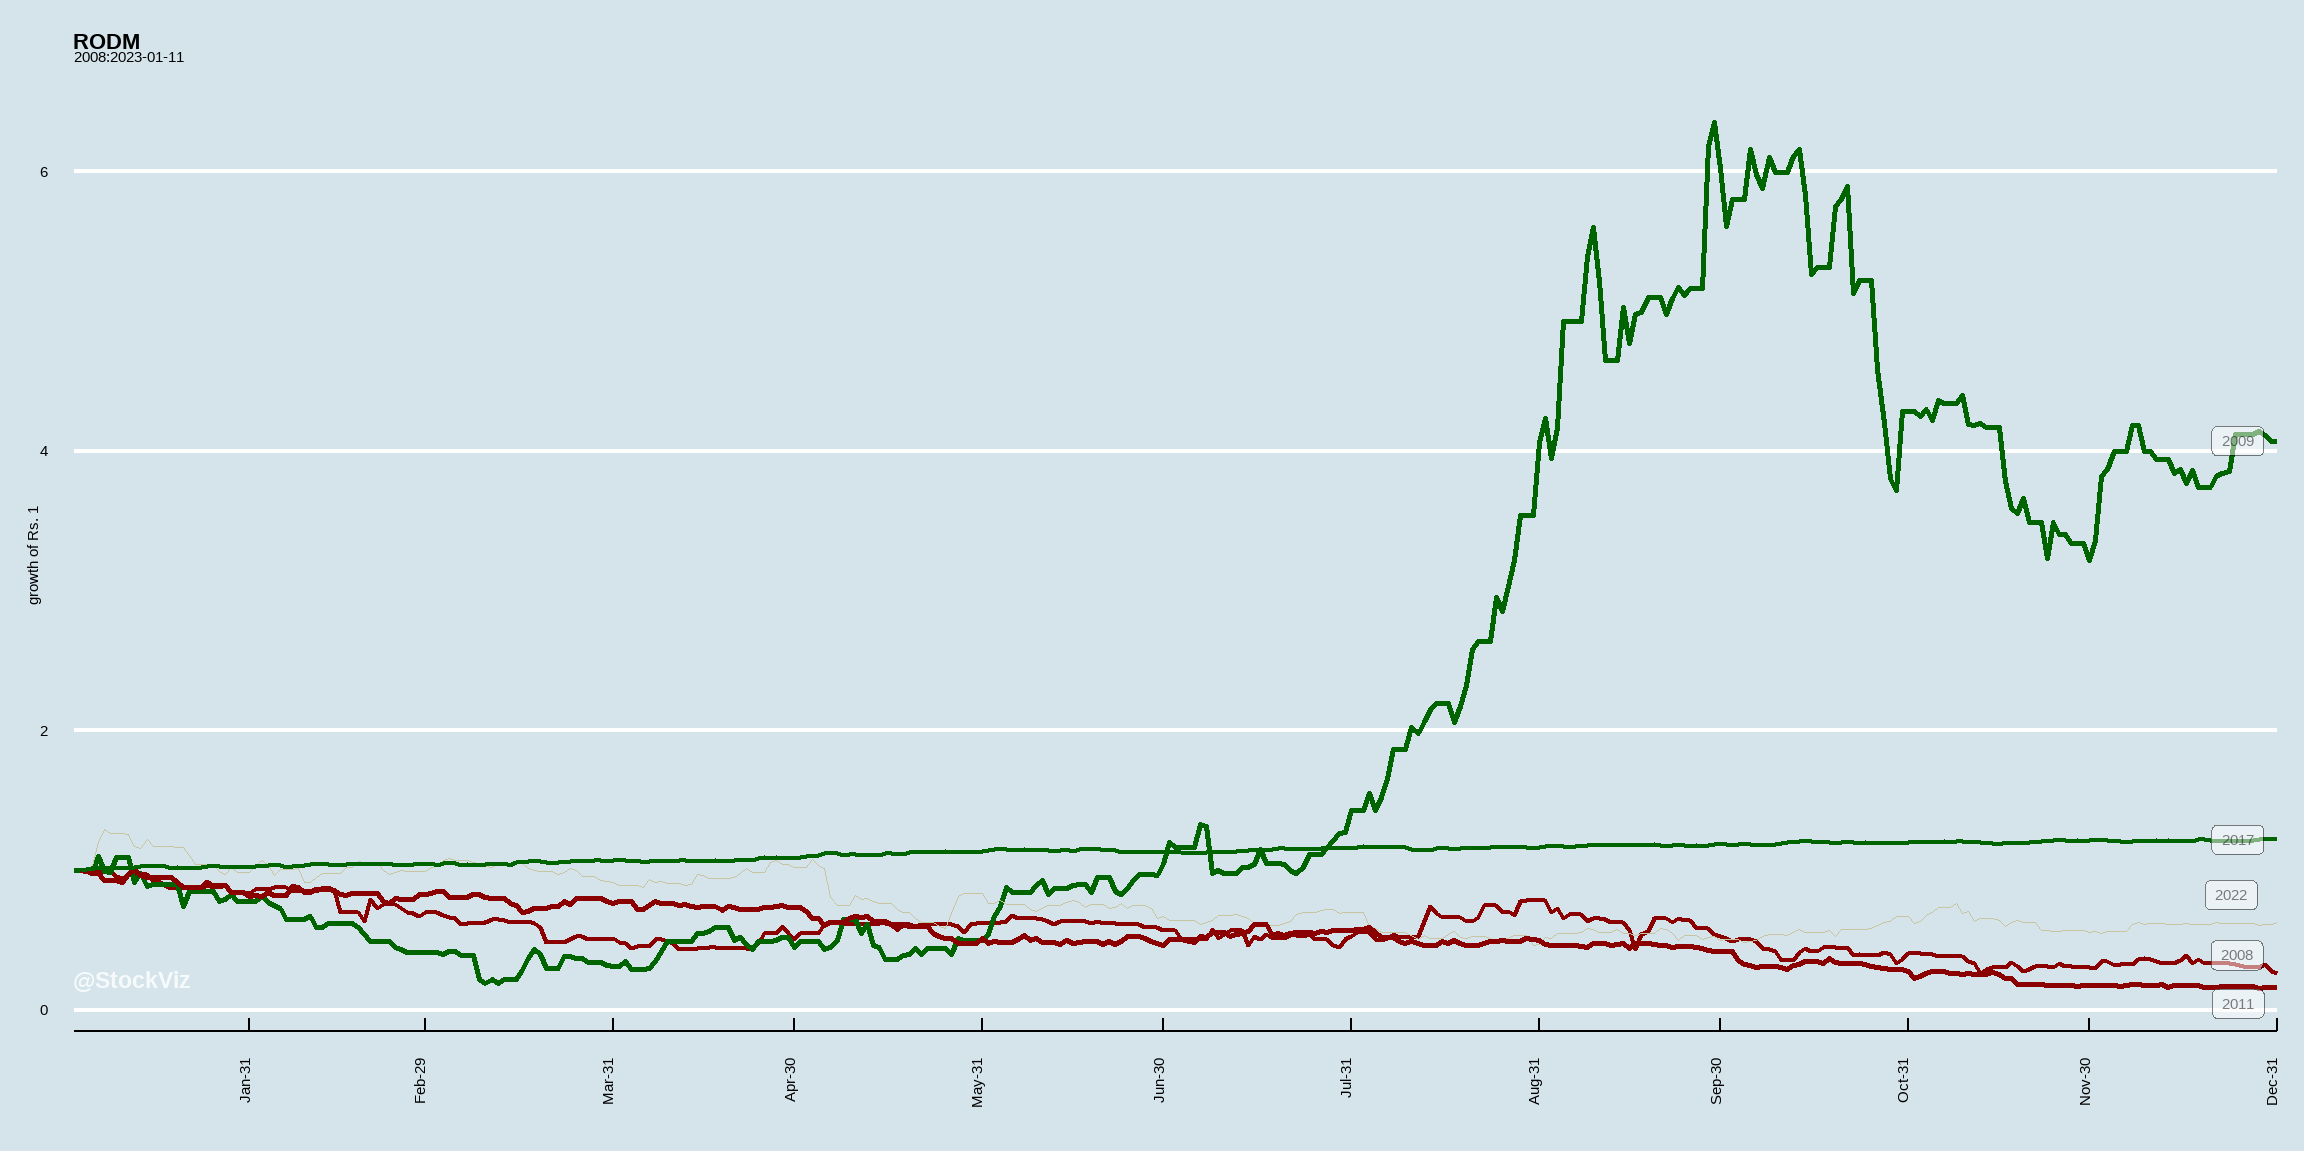 RODM
2008:2023-01-11
growth of Rs. 1
6
4
2
0
2009
2017
2022
2008
2011
@StockViz
Jan-31
Feb-29
Mar-31
Apr-30
May-31
Jun-30
Jul-31
Aug-31
Sep-30
Oct-31
Nov-30
Dec-31